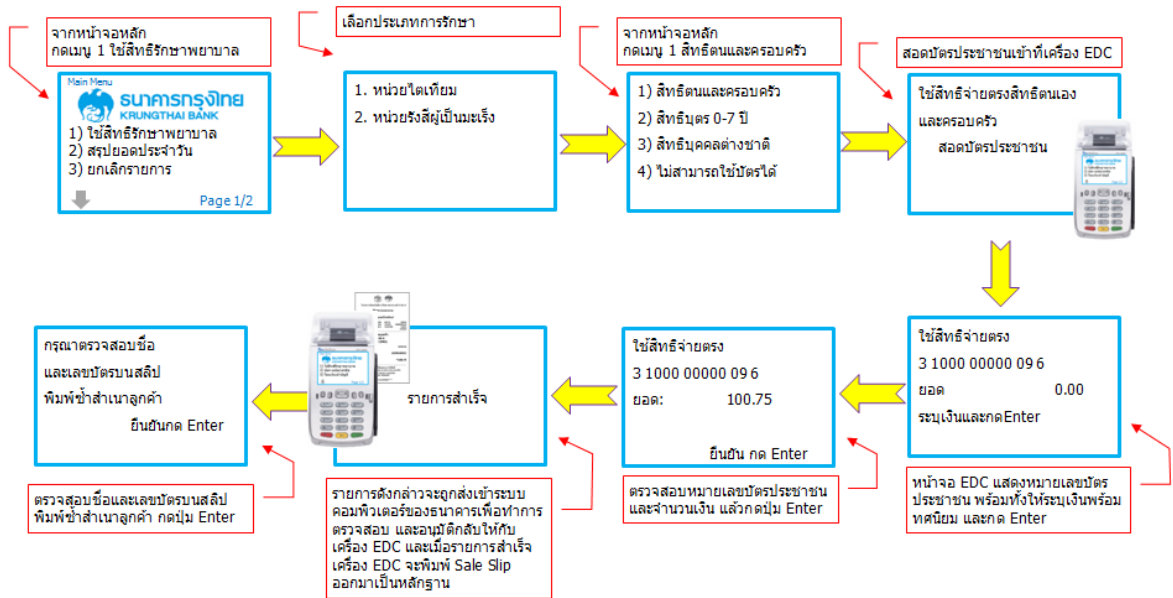 จากหน้าจอหลัก
กดเมนู 1 ใช้สิทธิรักษาพยาบาล
Main Menu
ธนาคารกรุงไทย
KRUNGTHAI BANK
1) ใช้สิทธิรักษาพยาบาล
2) สรุปยอดประจำวัน
3) ยกเลิกรายการ
Page 1/2
เลือกประเภทการรักษา
1. หน่วยไตเทียม
2. หน่วยรังสีผู้เป็นมะเร็ง
จากหน้าจอหลัก
กดเมนู 1 สิทธิตนและครอบครัว
1) สิทธิตนและครอบครัว
2) สิทธิบุตร 0-7 ปี
3) สิทธิบุคคลต่างชาติ
4) ไม่สามารถใช้บัตรได้
สอดบัตรประชาชนเข้าที่เครื่อง EDC
ใช้สิทธิจ่ายตรงสิทธิตนเอง
และครอบครัว
สอดบัตรประชาชน
ใช้สิทธิจ่ายตรง
3 1000 00000 09 6
ยอด 0.00
ระบุเงินและกดEnter
หน้าจอ EDC แสดงหมายเลขบัตร
ประชาชน พร้อมทั้งให้ระบุเงินพร้อม
ทศนิยม และกด Enter
ใช้สิทธิจ่ายตรง
3 1000 00000 09 6
ยอด: 100.75
ยืนยัน กด Enter
ตรวจสอบหมายเลขบัตรประชาชน
และจำนวนเงิน แล้วกดปุ่ม Enter
รายการสำเร็จ
รายการดังกล่าวจะถูกส่งเข้าระบบ
คอมพิวเตอร์ของธนาคารเพื่อทำการ
ตรวจสอบ และอนุมัติกลับให้กับ
เครื่อง EDC และเมื่อรายการสำเร็จ
เครื่อง EDC จะพิมพ์ Sale Slip
ออกมาเป็นหลักฐาน
กรุณาตรวจสอบชื่อ
และเลขบัตรบนสลิป
พิมพ์ซ้ำสำเนาลูกค้า
ยืนยันกด Enter
ตรวจสอบชื่อและเลขบัตรบนสลิป
พิมพ์ซ้ำสำเนาลูกค้า กดปุ่ม Enter